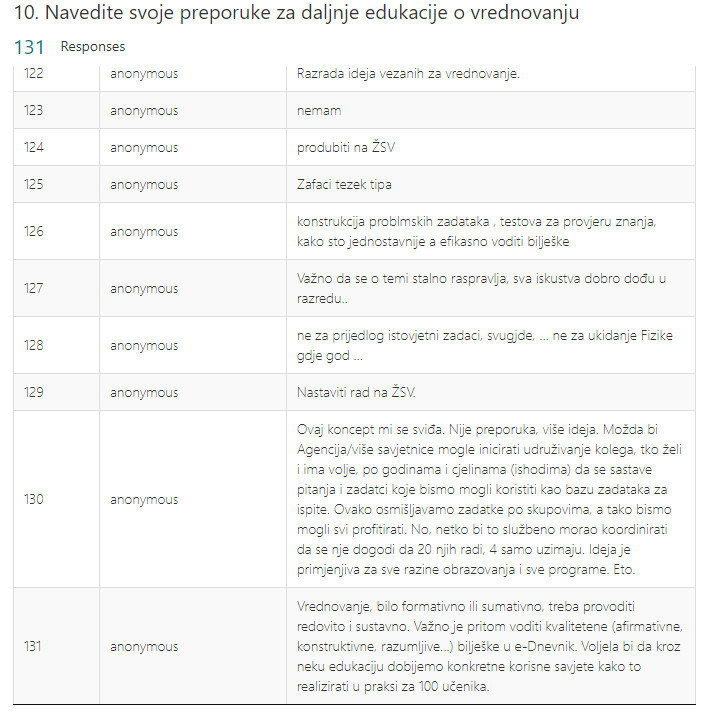 10. Navedite svoje preporuke za daljnje edukacije o vrednovanju
131 Responses
122 anonymous Razrada ideja vezanih za vrednovanje.
123 anonymous nemam
124 anonymous produbiti na ŽSV
125 anonymous Zafaci tezek tipa
126 anonymous konstrukcija problmskih zadataka , testova za provjeru znanja,
kako sto jednostavnije a efikasno voditi bilješke
127 anonymous Važno da se o temi stalno raspravlja, sva iskustva dobro dođu u
razredu..
128 anonymous ne za prijedlog istovjetni zadaci, svugjde, ... ne za ukidanje Fizike
gdje god ...
129 anonymous Nastaviti rad na ŽSV.
130 anonymous Ovaj koncept mi se sviđa. Nije preporuka, više ideja. Možda bi
Agencija/više savjetnice mogle inicirati udruživanje kolega, tko želi
i ima volje, po godinama i cjelinama (ishodima) da se sastave
pitanja i zadatci koje bismo mogli koristiti kao bazu zadataka za
ispite. Ovako osmišljavamo zadatke po skupovima, a tako bismo
mogli svi profitirati. No, netko bi to službeno morao koordinirati
da se nje dogodi da 20 njih radi, 4 samo uzimaju. Ideja je
primjenjiva za sve razine obrazovanja i sve programe. Eto.
131 anonymous Vrednovanje, bilo formativno ili sumativno, treba provoditi
redovito i sustavno. Važno je pritom voditi kvalitetene (afirmativne,
konstruktivne, razumljive...) bilješke u e-Dnevnik. Voljela bi da kroz
neku edukaciju dobijemo konkretne korisne savjete kako to
realizirati u praksi za 100 učenika.